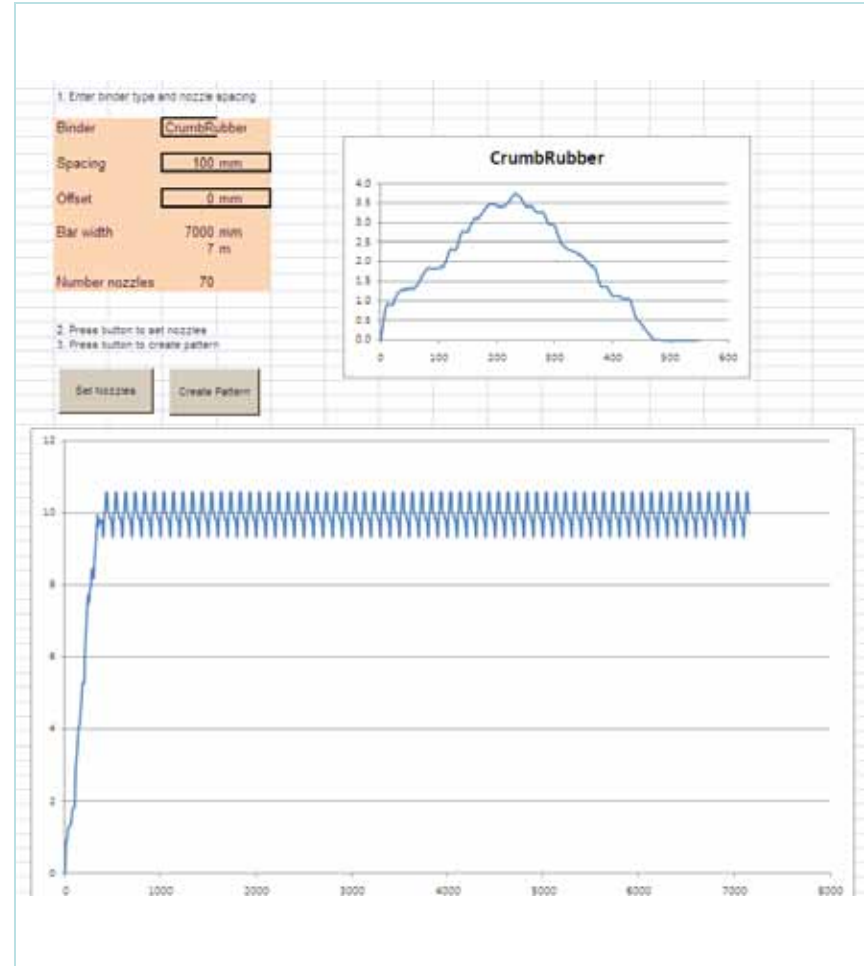 1. Enter binder type and nozzle spacing
Binder CrumbRubber
Spacing 100 mm
Offset 0 mm
Bar width 7000 mm
7 m
Number nozzles 70
2. Press button to set nozzles
3. Press button to create pattern
Set Nozzles Create Pattern
CrumbRubber
4.0
3.5
3.0
2.5
2.0
1.5
1.0
0.5
0.0
0 100 200 300 400 500 600
12
10
8
6
4
2
0
0 1000 2000 3000 4000 5000 6000 7000 8000